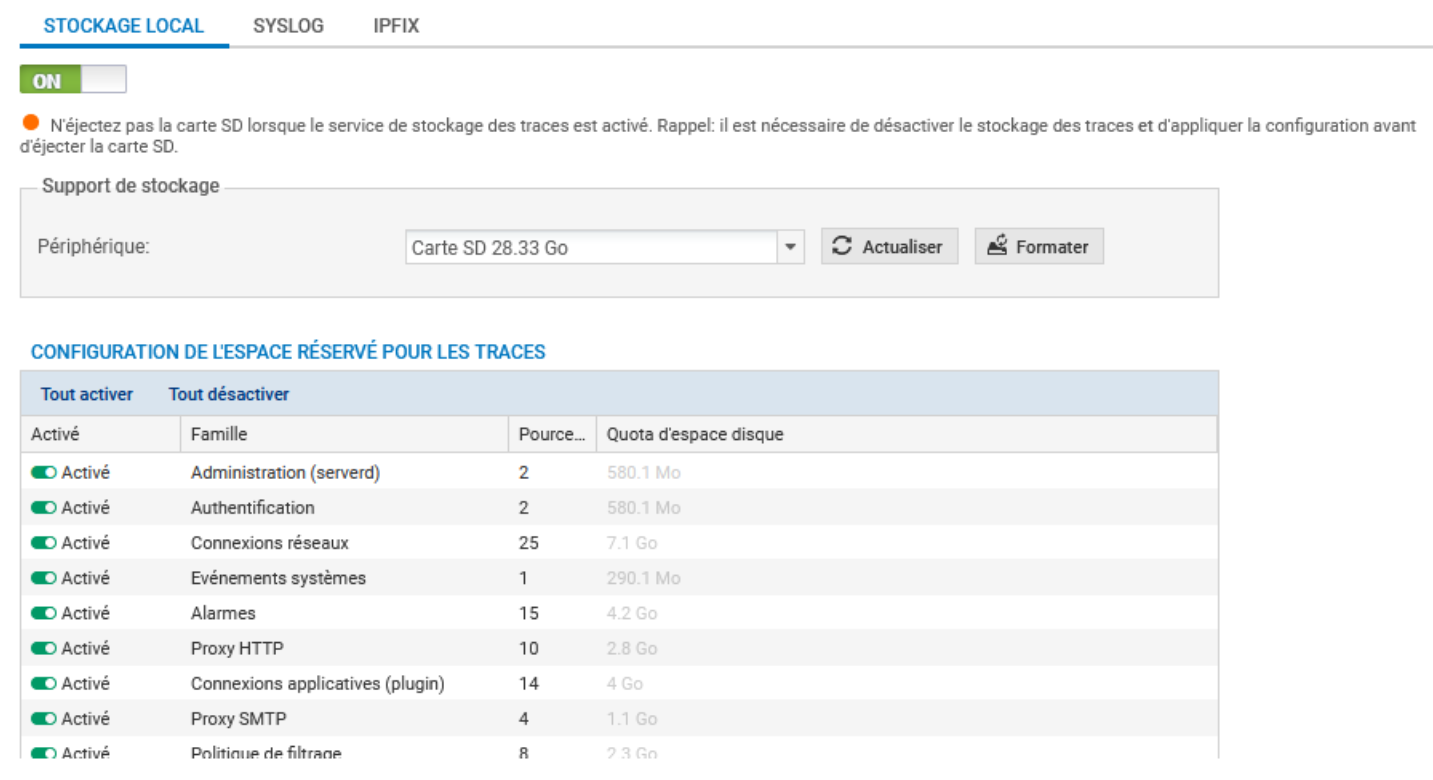 STOCKAGE LOCAL SYSLOG IPFIX
ON
N'éjectez pas la carte SD lorsque le service de stockage des traces est activé. Rappel: il est nécessaire de désactiver le stockage des traces et d'appliquer la configuration avant
d'éjecter la carte SD.
Support de stockage
Périphérique: Carte SD 28.33 Go Actualiser Formater
CONFIGURATION DE L'ESPACE RÉSERVÉ POUR LES TRACES
Tout activer Tout désactiver
Activé Famille Pource... Quota d'espace disque
Activé Administration (serverd) 2 580.1 Mo
Activé Authentification 2 580.1 Mo
Activé Connexions réseaux 25 7.1 Go
Activé Evénements systèmes 1 290.1 Mo
Activé Alarmes 15 4.2 Go
Activé Proxy HTTP 10 2.8 Go
Activé Connexions applicatives (plugin) 14 4 Go
Activé Proxy SMTP 4 1.1 Go
Activé Politique de filtrage 8 2.3 Go